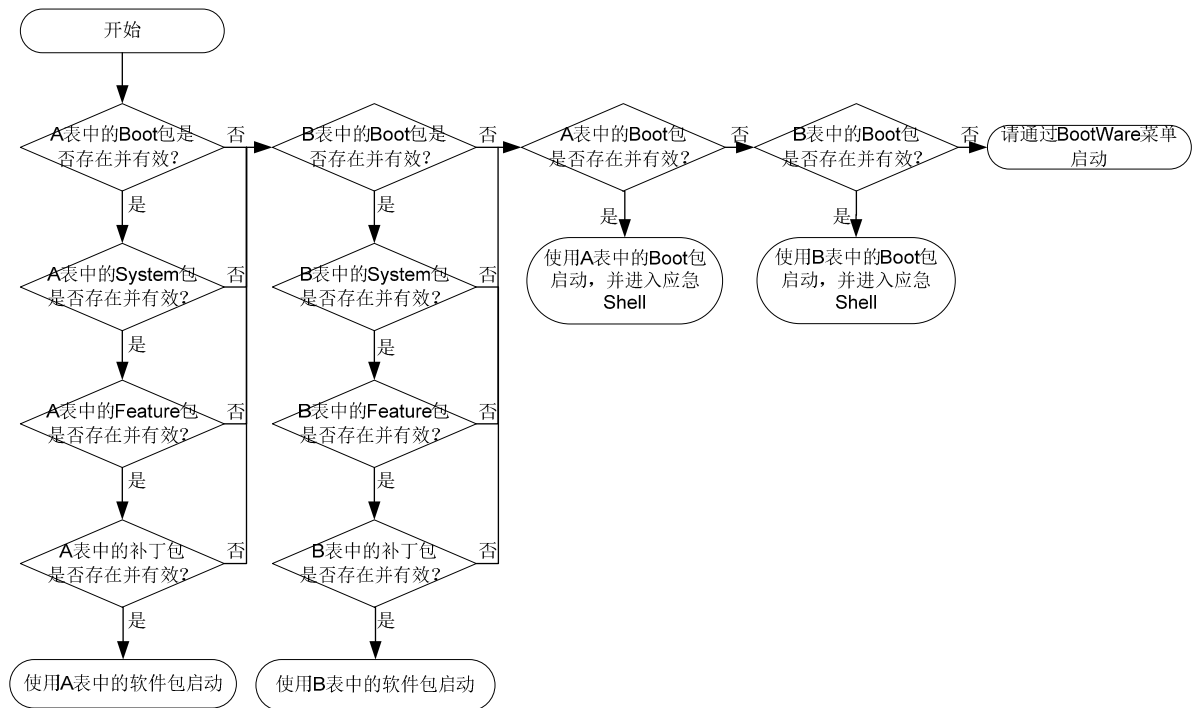 开始
A表中的Boot包是
否存在并有效?
否
B表中的Boot包是
否存在并有效?
否
A表中的Boot包
是否存在并有效?
否
B表中的Boot包
是否存在并有效?
否
请通过BootWare菜单
启动
是
是
是
是
使用A表中的Boot包
启动，并进入应急
Shell
使用B表中的Boot包
启动，并进入应急
Shell
A表中的System包
是否存在并有效?
否
B表中的System包
是否存在并有效?
否
是
是
A表中的Feature包
是否存在并有效?
否
B表中的Feature包
是否存在并有效?
否
是
是
A表中的补丁包
是否存在并有效?
否
B表中的补丁包
是否存在并有效?
否
是
是
使用A表中的软件包启动
使用B表中的软件包启动